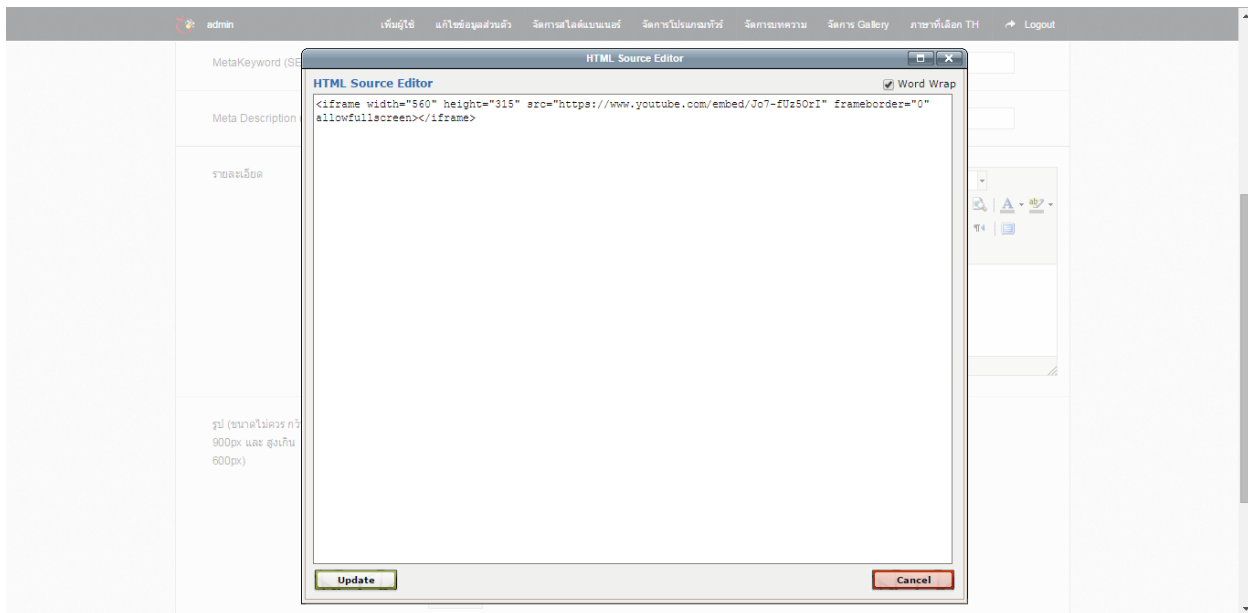 admin เพิ่มผู้ใช้ แก้ไขข้อมูลส่วนตัว จัดการสไลด์แบนเนอร์ จัดการโปรแกรมทัวร์ จัดการบทความ จัดการ Gallery ภาษาที่เลือก TH Logout
HTML Source Editor
MetaKeyword (SE
HTML Source Editor
Word Wrap
<iframe width="560" height="315" src="https://www.youtube.com/embed/Jo7-fUz5OrI" frameborder="0"
allowfullscreen></iframe>
Meta Description
รายละเอียด
รูป (ขนาดไม่ควร กว้
900px และ สูงเกิน
600px)
Update
Cancel